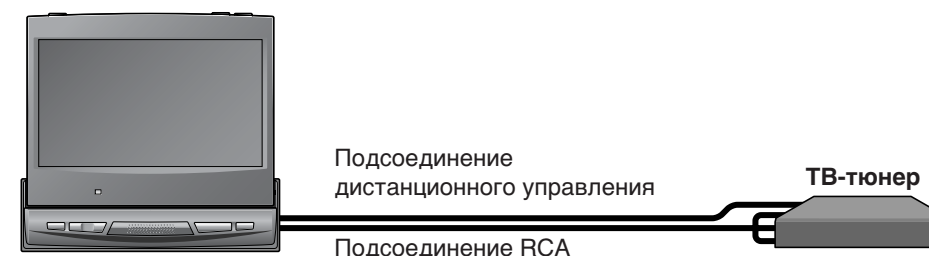 Подсоединение
дистанционного управления
ТВ-тюнер
Подсоединение RCA